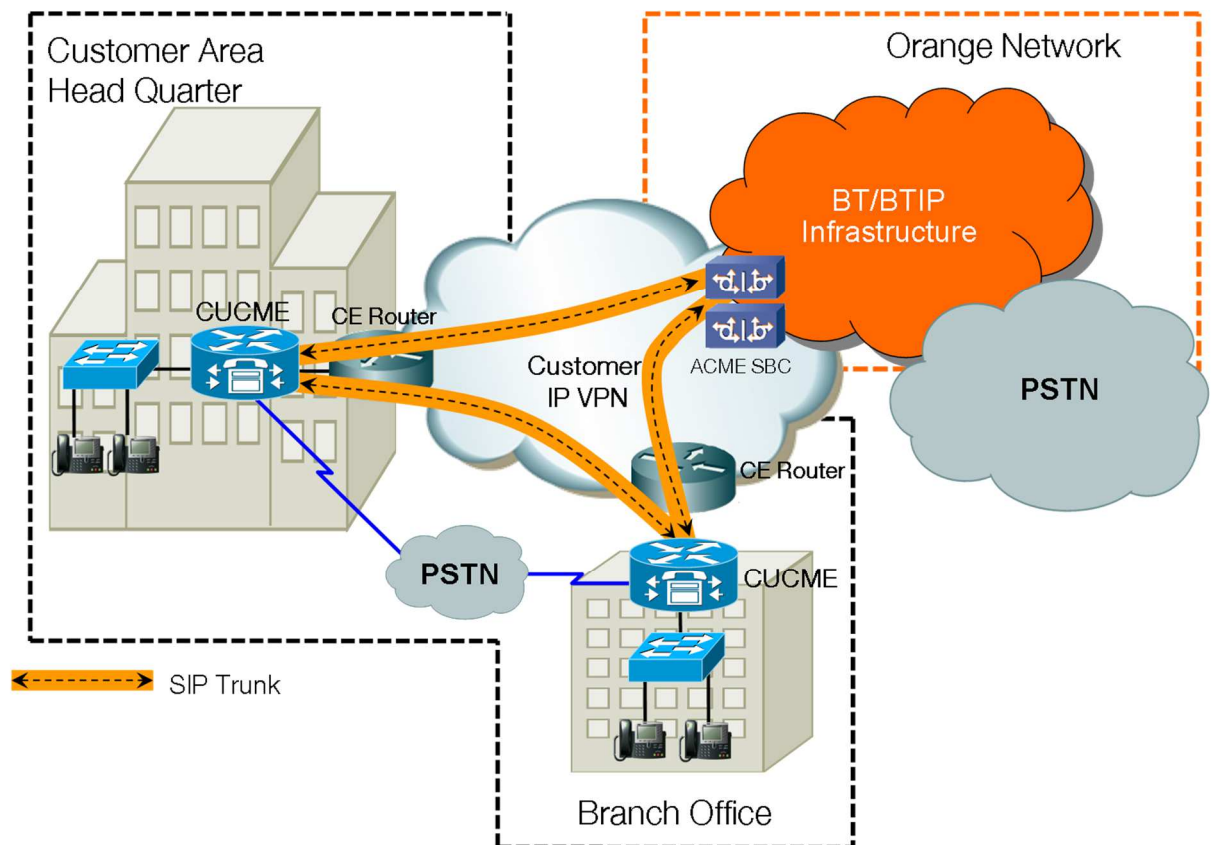 Customer Area
Head Quarter
Orange Network
BT/BTIP
Infrastructure
CUCME
CE Router
Customer
IP VPN
ACME SBC
PSTN
CE Router
PSTN
CUCME
SIP Trunk
Branch Office